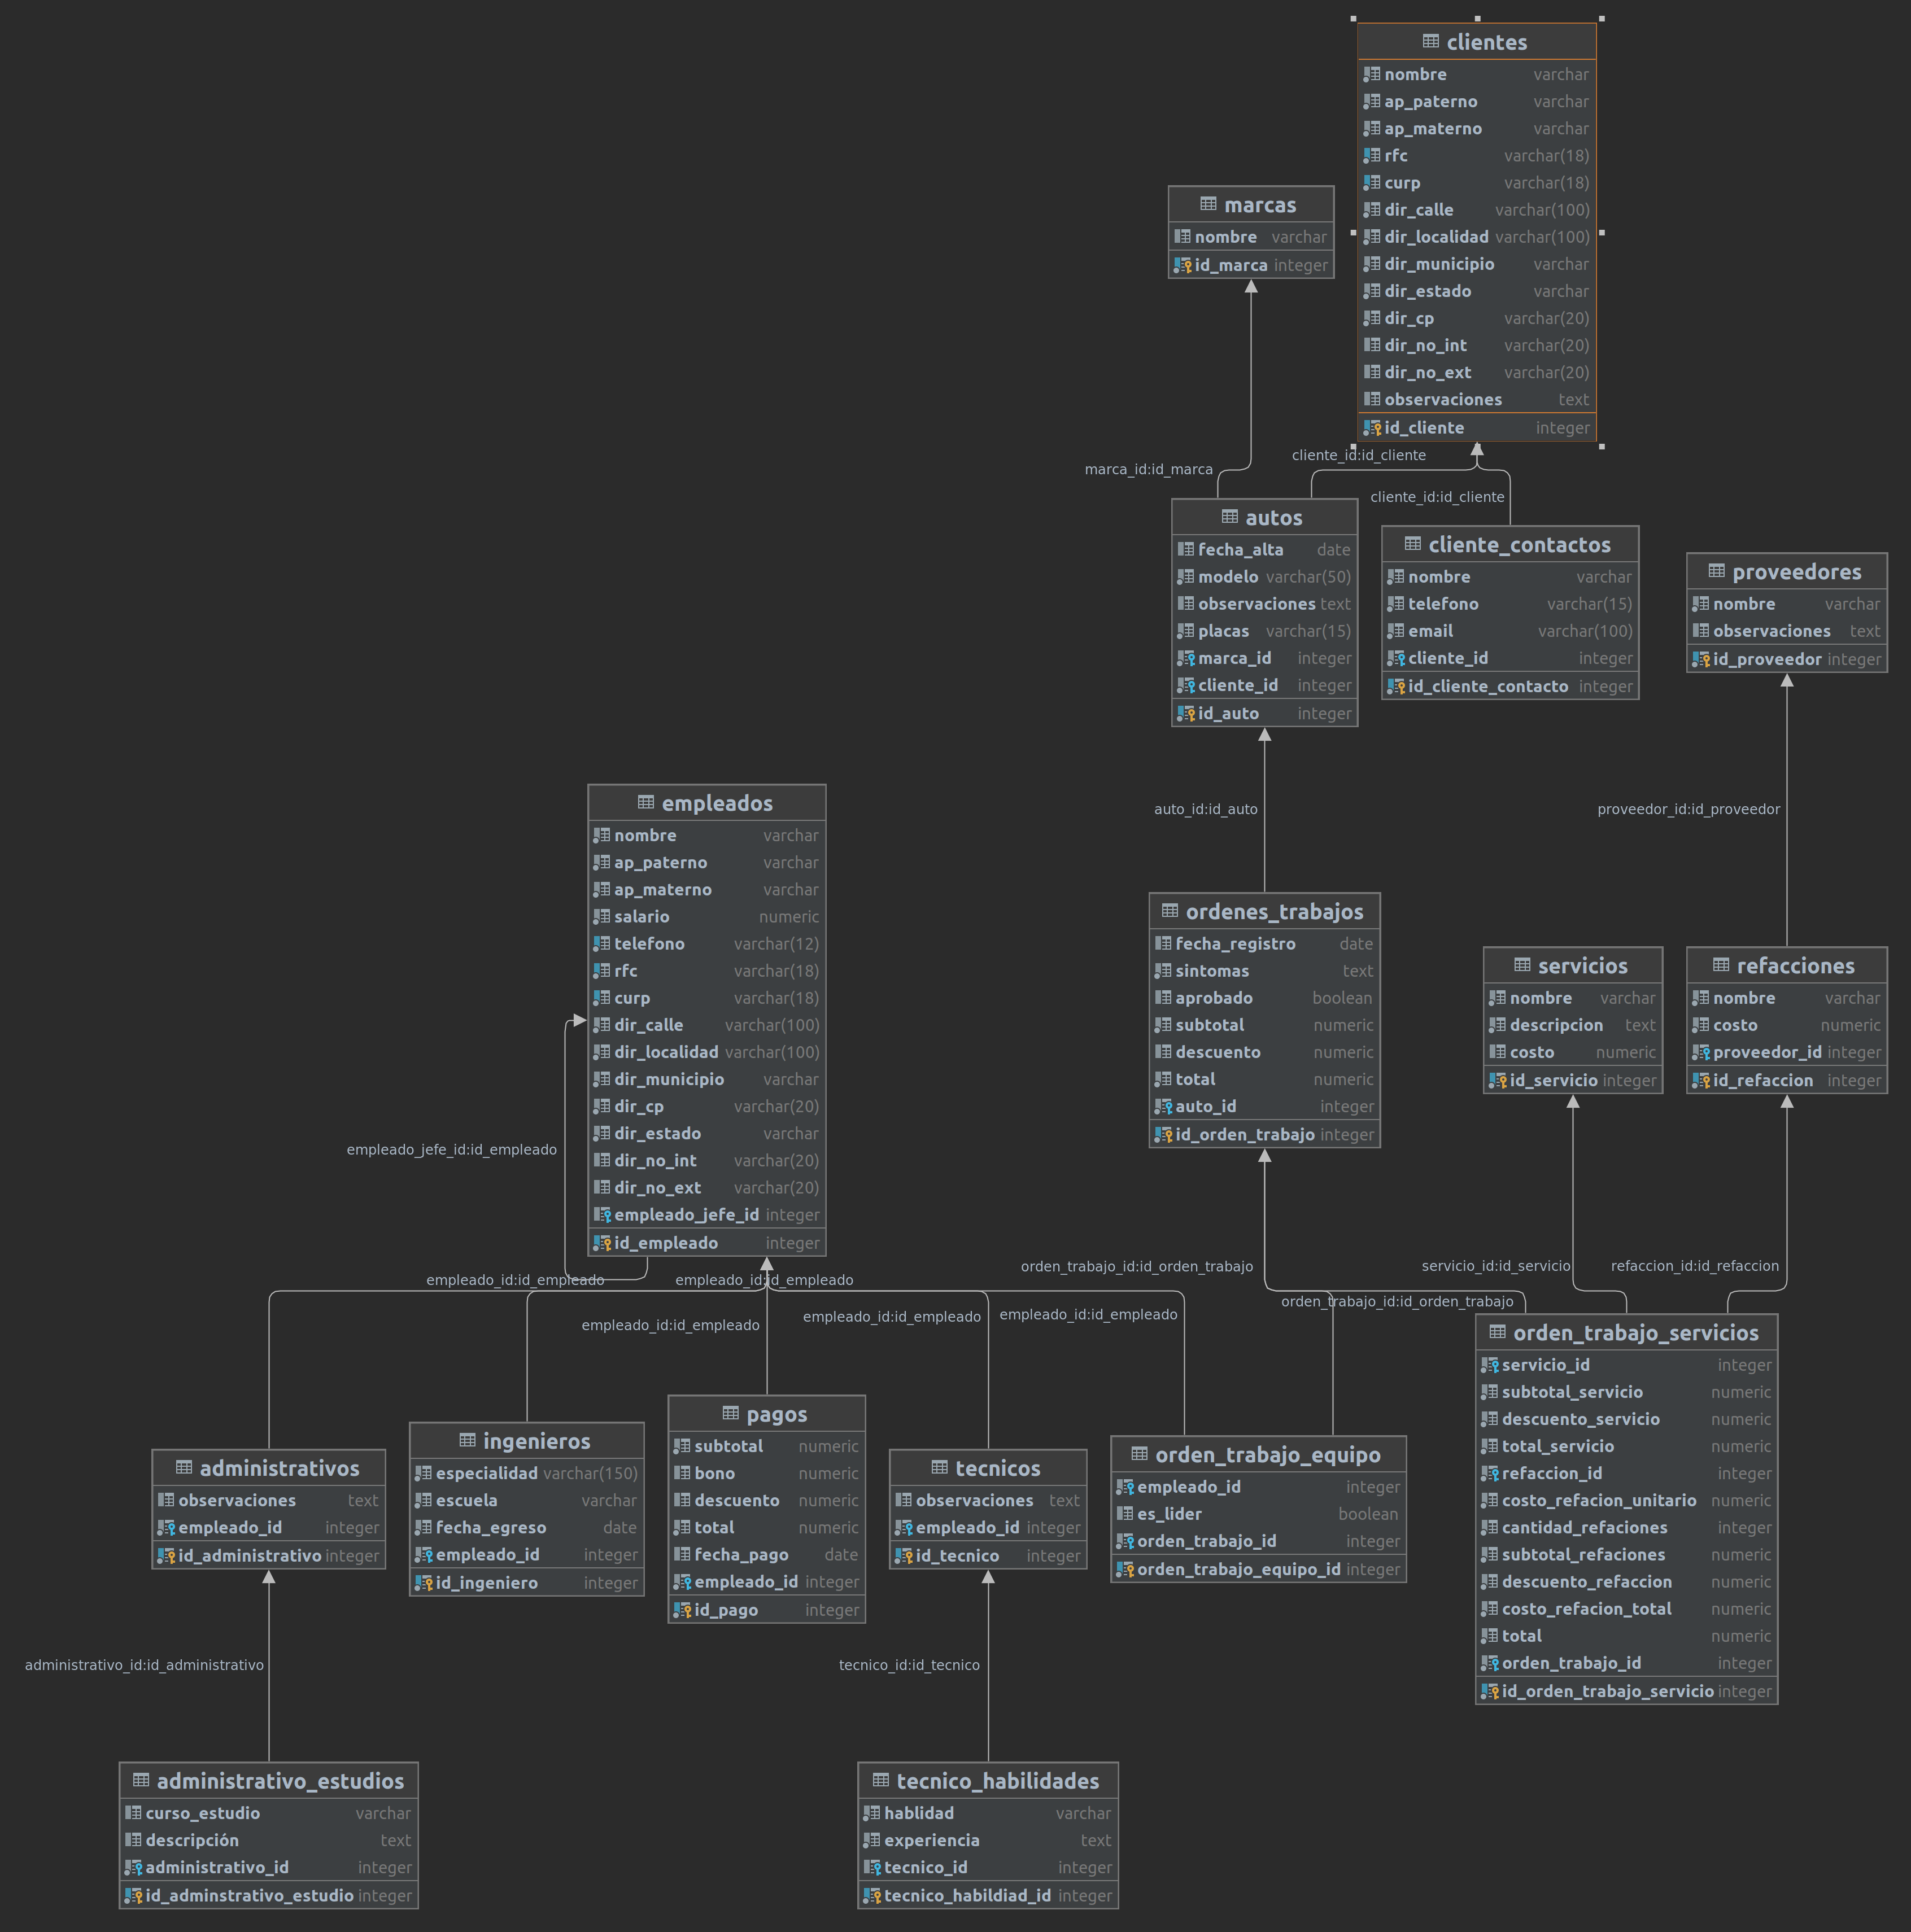 clientes
nombre varchar
ap_paterno varchar
ap_materno varchar
rfc varchar(18)
curp varchar(18)
dir_calle varchar(100)
dir_localidad varchar(100)
dir_municipio varchar
dir_estado varchar
dir_cp varchar(20)
dir_no_int varchar(20)
dir_no_ext varchar(20)
observaciones text
id_cliente integer
marcas
nombre varchar
id_marca integer
marca_id:id_marca
cliente_id:id_cliente
cliente_id:id_cliente
autos
fecha_alta date
modelo varchar(50)
observaciones text
placas varchar(15)
marca_id integer
cliente_id integer
id_auto integer
cliente_contactos
nombre varchar
telefono varchar(15)
email varchar(100)
cliente_id integer
id_cliente_contacto integer
proveedores
nombre varchar
observaciones text
id_proveedor integer
auto_id:id_auto
proveedor_id:id_proveedor
empleados
nombre varchar
ap_paterno varchar
ap_materno varchar
salario numeric
telefono varchar(12)
rfc varchar(18)
curp varchar(18)
dir_calle varchar(100)
dir_localidad varchar(100)
dir_municipio varchar
dir_cp varchar(20)
dir_estado varchar
dir_no_int varchar(20)
dir_no_ext varchar(20)
empleado_jefe_id integer
id_empleado integer
empleado_jefe_id:id_empleado
ordenes_trabajos
fecha_registro date
sintomas text
aprobado boolean
subtotal numeric
descuento numeric
total numeric
auto_id integer
id_orden_trabajo integer
servicios
nombre varchar
descripcion text
costo numeric
id_servicio integer
refacciones
nombre varchar
costo numeric
proveedor_id integer
id_refaccion integer
empleado_id:id_empleado
empleado_id:id_empleado
empleado_id:id_empleado
empleado_id:id_empleado
empleado_id:id_empleado
orden_trabajo_id:id_orden_trabajo
orden_trabajo_id:id_orden_trabajo
servicio_id:id_servicio
refaccion_id:id_refaccion
administrativos
observaciones text
empleado_id integer
id_administrativo integer
ingenieros
especialidad varchar(150)
escuela varchar
fecha_egreso date
empleado_id integer
id_ingeniero integer
pagos
subtotal numeric
bono numeric
descuento numeric
total numeric
fecha_pago date
empleado_id integer
id_pago integer
tecnicos
observaciones text
empleado_id integer
id_tecnico integer
orden_trabajo_equipo
empleado_id integer
es_lider boolean
orden_trabajo_id integer
orden_trabajo_equipo_id integer
orden_trabajo_servicios
servicio_id integer
subtotal_servicio numeric
descuento_servicio numeric
total_servicio numeric
refaccion_id integer
costo_refacion_unitario numeric
cantidad_refaciones integer
subtotal_refaciones numeric
descuento_refaccion numeric
costo_refacion_total numeric
total numeric
orden_trabajo_id integer
id_orden_trabajo_servicio integer
administrativo_id:id_administrativo
tecnico_id:id_tecnico
administrativo_estudios
curso_estudio varchar
descripción text
administrativo_id integer
id_adminstrativo_estudio integer
tecnico_habilidades
hablidad varchar
experiencia text
tecnico_id integer
tecnico_habildiad_id integer